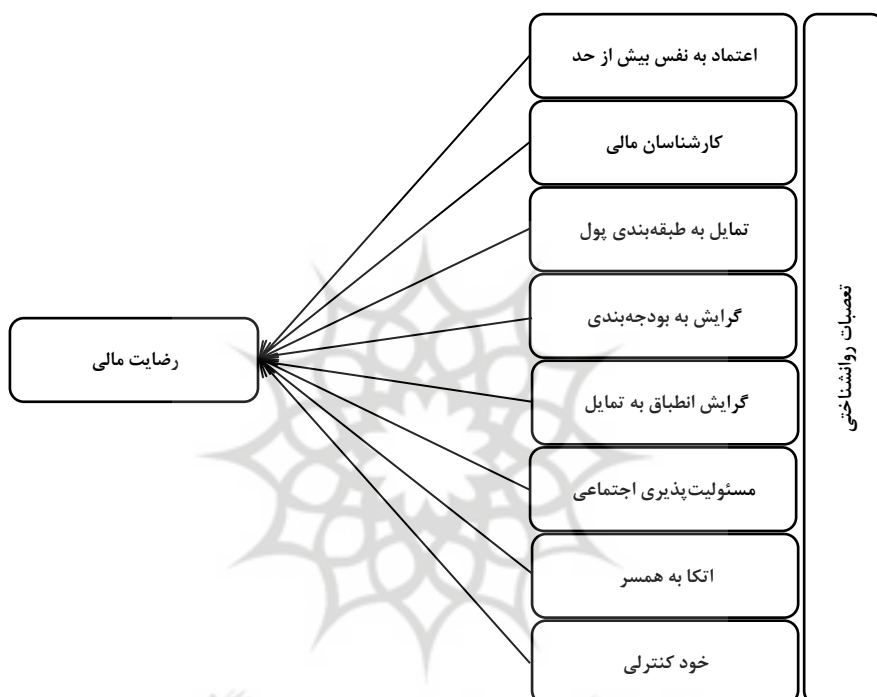 اعتماد به نفس بیش از حد
کارشناسان مالی
تمایل به طبقه‌بندی پول
گرایش به بودجه‌بندی
گرایش انطباق به تمایل
مسئولیت‌پذیری اجتماعی
اتکا به همسر
خود کنترلی
تعصبات روانشناختی
رضایت مالی